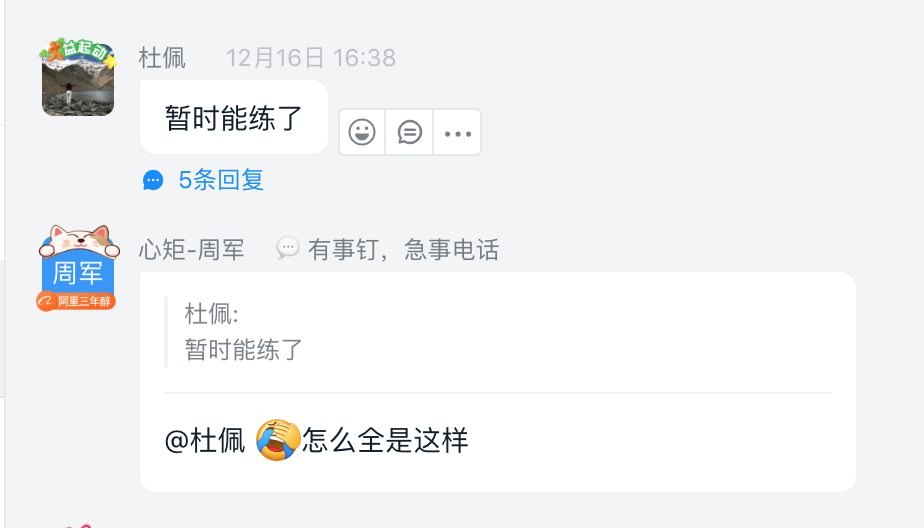 益起动
杜佩 12月16日 16:38
暂时能练了
5条回复
周军
阿里三年醇
心矩-周军 有事钉，急事电话
杜佩:
暂时能练了
@杜佩 怎么全是这样